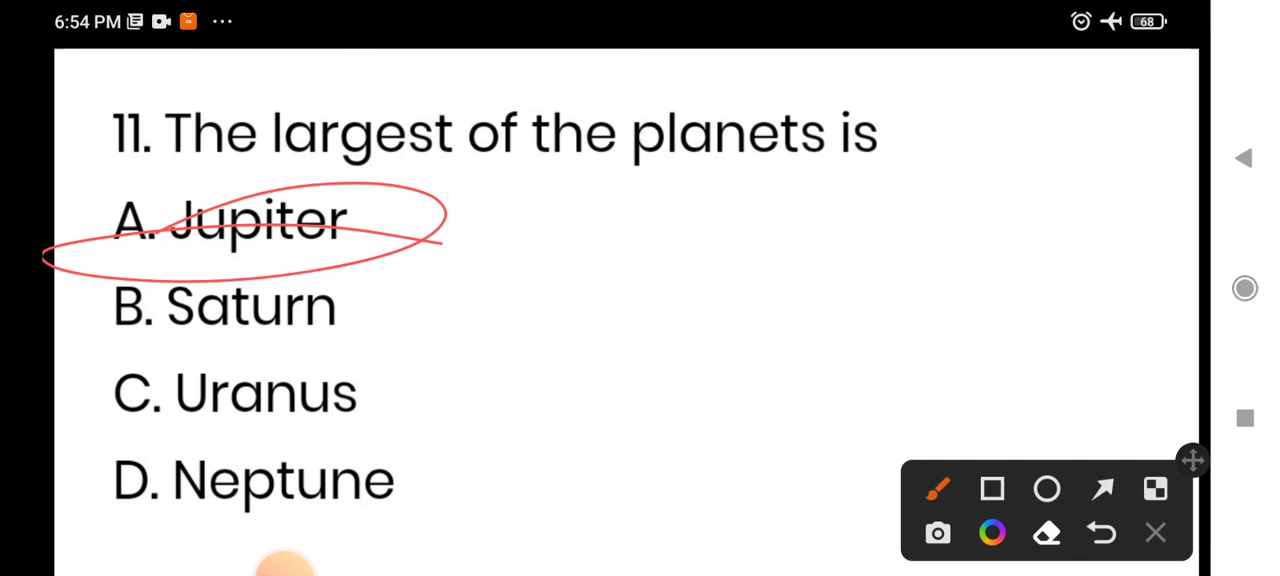 6:54 PM
68
11. The largest of the planets is
A. Jupiter
B. Saturn
C. Uranus
D. Neptune